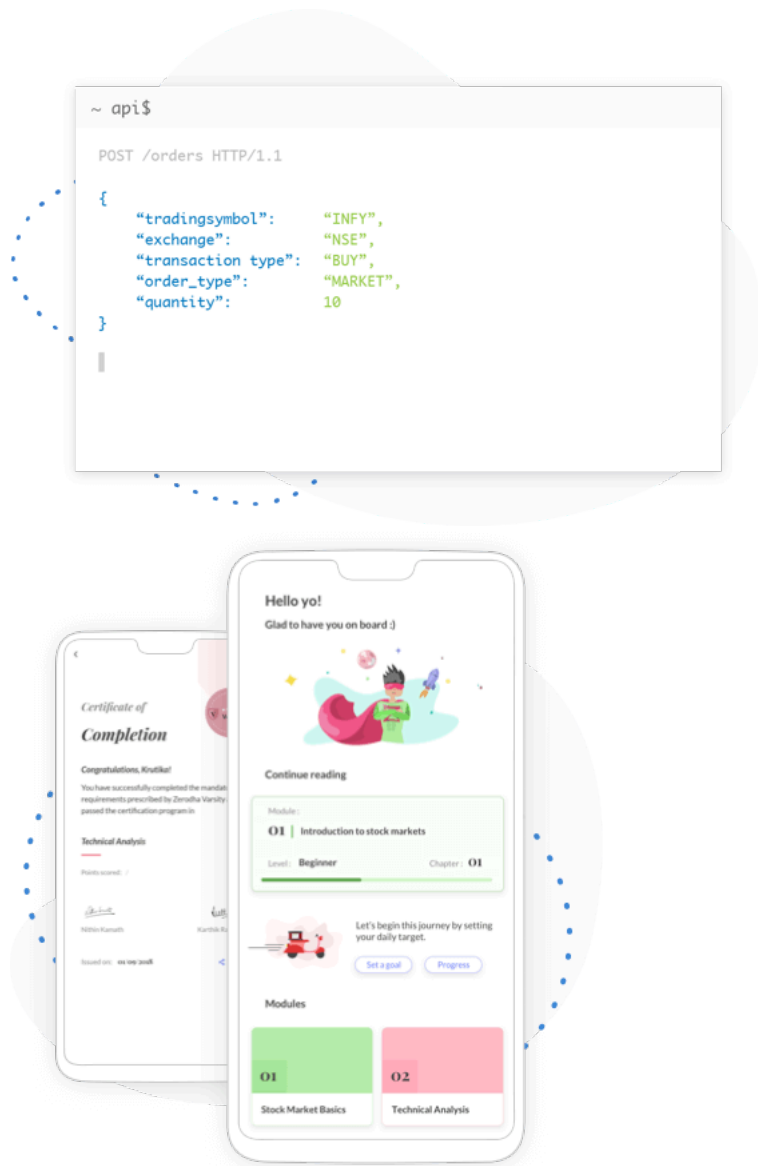 ~ api$
POST /orders HTTP/1.1
{
“tradingsymbol”: “INFY”,
“exchange”: “NSE”,
“transaction type”: “BUY”,
“order_type”: “MARKET”,
“quantity”: 10
}
Certificate of
Completion
Congratulations, Krutika!
You have successfully completed the
requirements prescribed by Zerodha Varsity
passed the certification program in
Technical Analysis
Points scored: /
Nithin Kamath
Karthik
Issued on: 01/09/2018
Hello yo!
Glad to have you on board :)
Continue reading
Module :
01 | Introduction to stock markets
Level : Beginner Chapter : 01
Let's begin this journey by setting
your daily target.
Set a goal Progress
Modules
01
Stock Market Basics
02
Technical Analysis